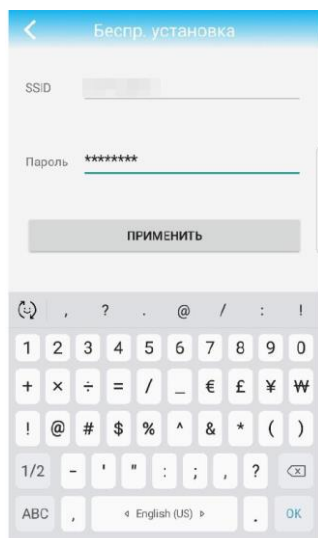 Беспр. установка
SSID
Пароль ********
ПРИМЕНИТЬ
, ? . @ / : !
1 2 3 4 5 6 7 8 9 0
+ × ÷ = / _ € £ ¥ ₩
! @ # $ % ^ & * ( )
1/2 - ' " : ; , ?
ABC , English (US) . OK